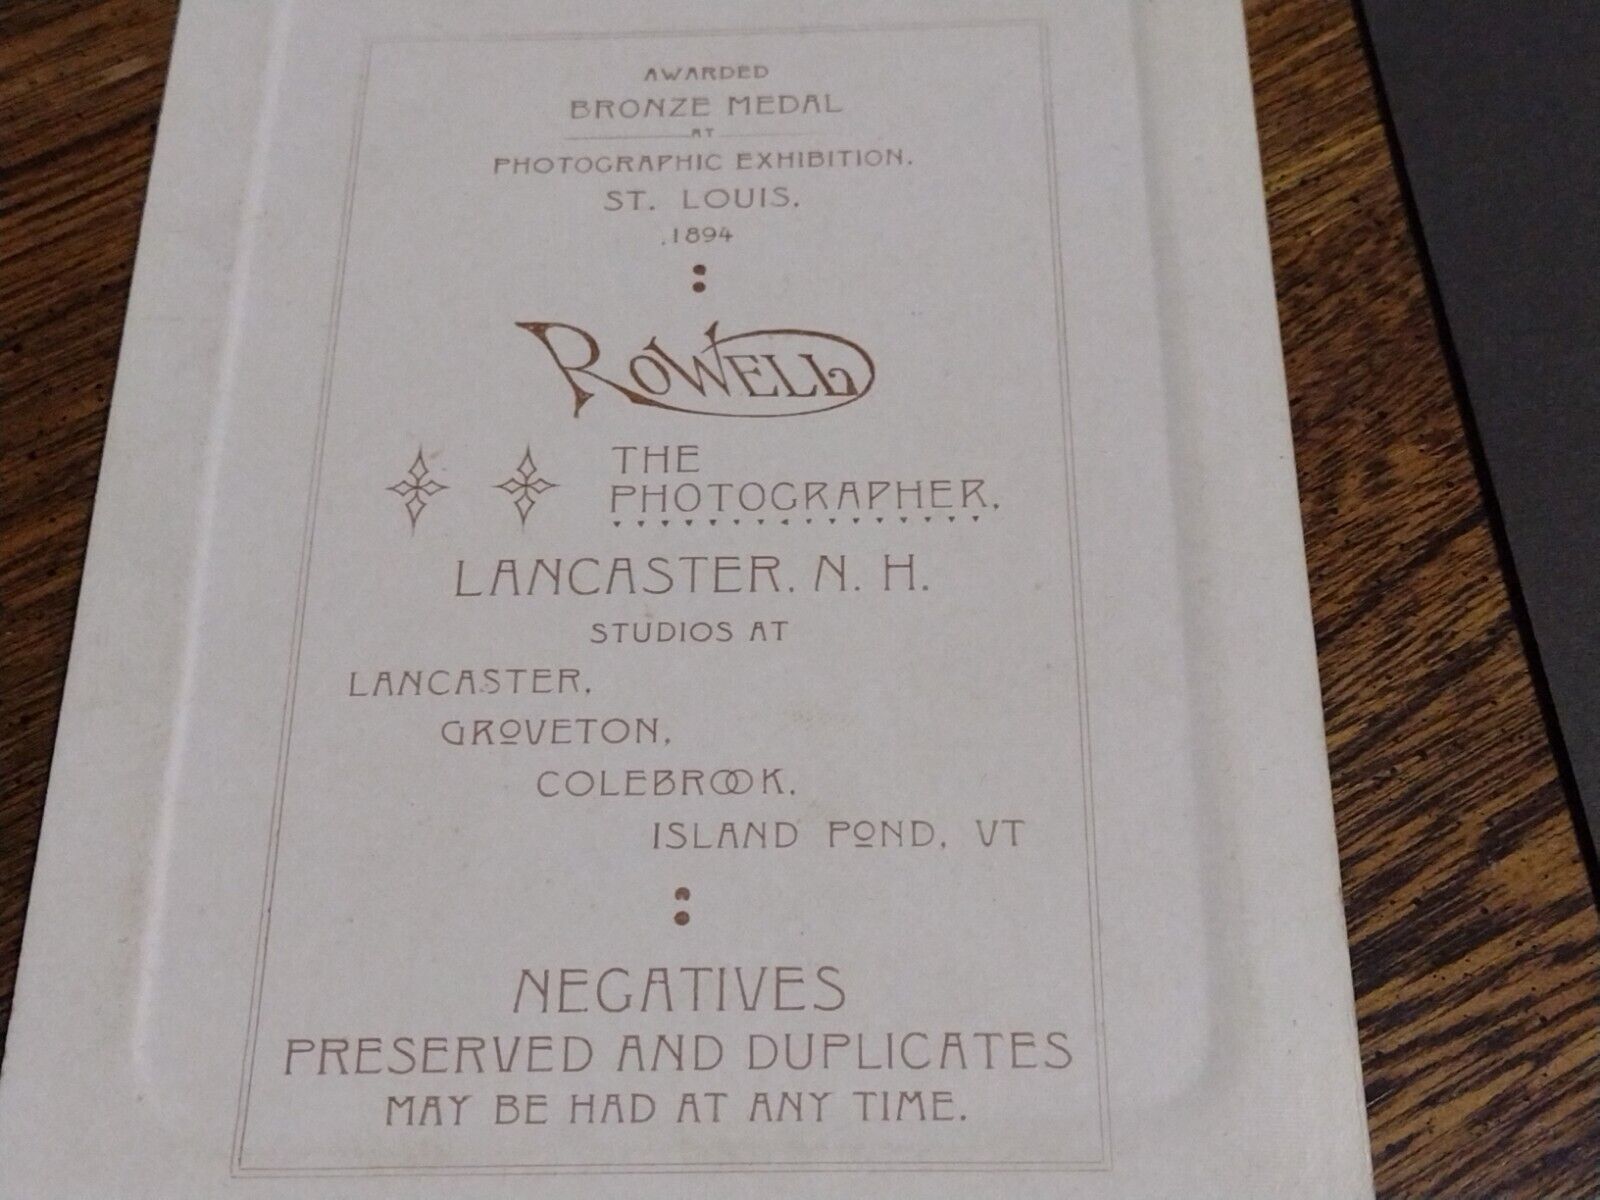 AWARDED
BRONZE MEDAL
AT
PHOTOGRAPHIC EXHIBITION.
ST. LOUIS.
.1894
ROWELL
THE
PHOTOGRAPHER,
LANCASTER. N. H.
STUDIOS AT
LANCASTER,
GROVETON,
COLEBROOK.
ISLAND POND, VT
NEGATIVES
PRESERVED AND DUPLICATES
MAY BE HAD AT ANY TIME.